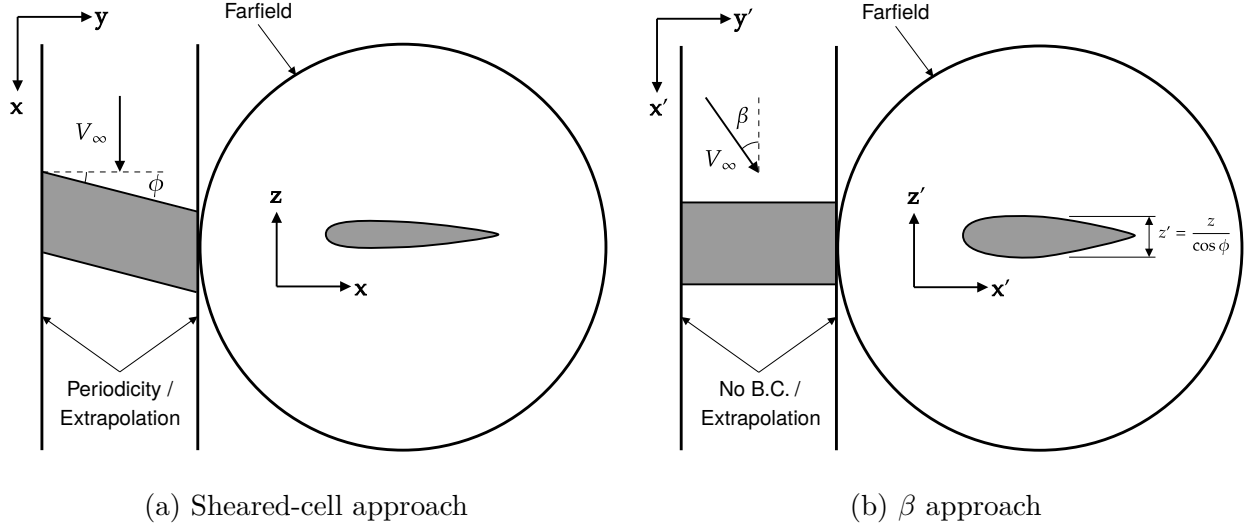 y
x
V∞
ϕ
Farfield
z
x
Periodicity /
Extrapolation
(a) Sheared-cell approach
y′
x′
β
V∞
Farfield
z′
x′
z′ = z / cos ϕ
No B.C. /
Extrapolation
(b) β approach